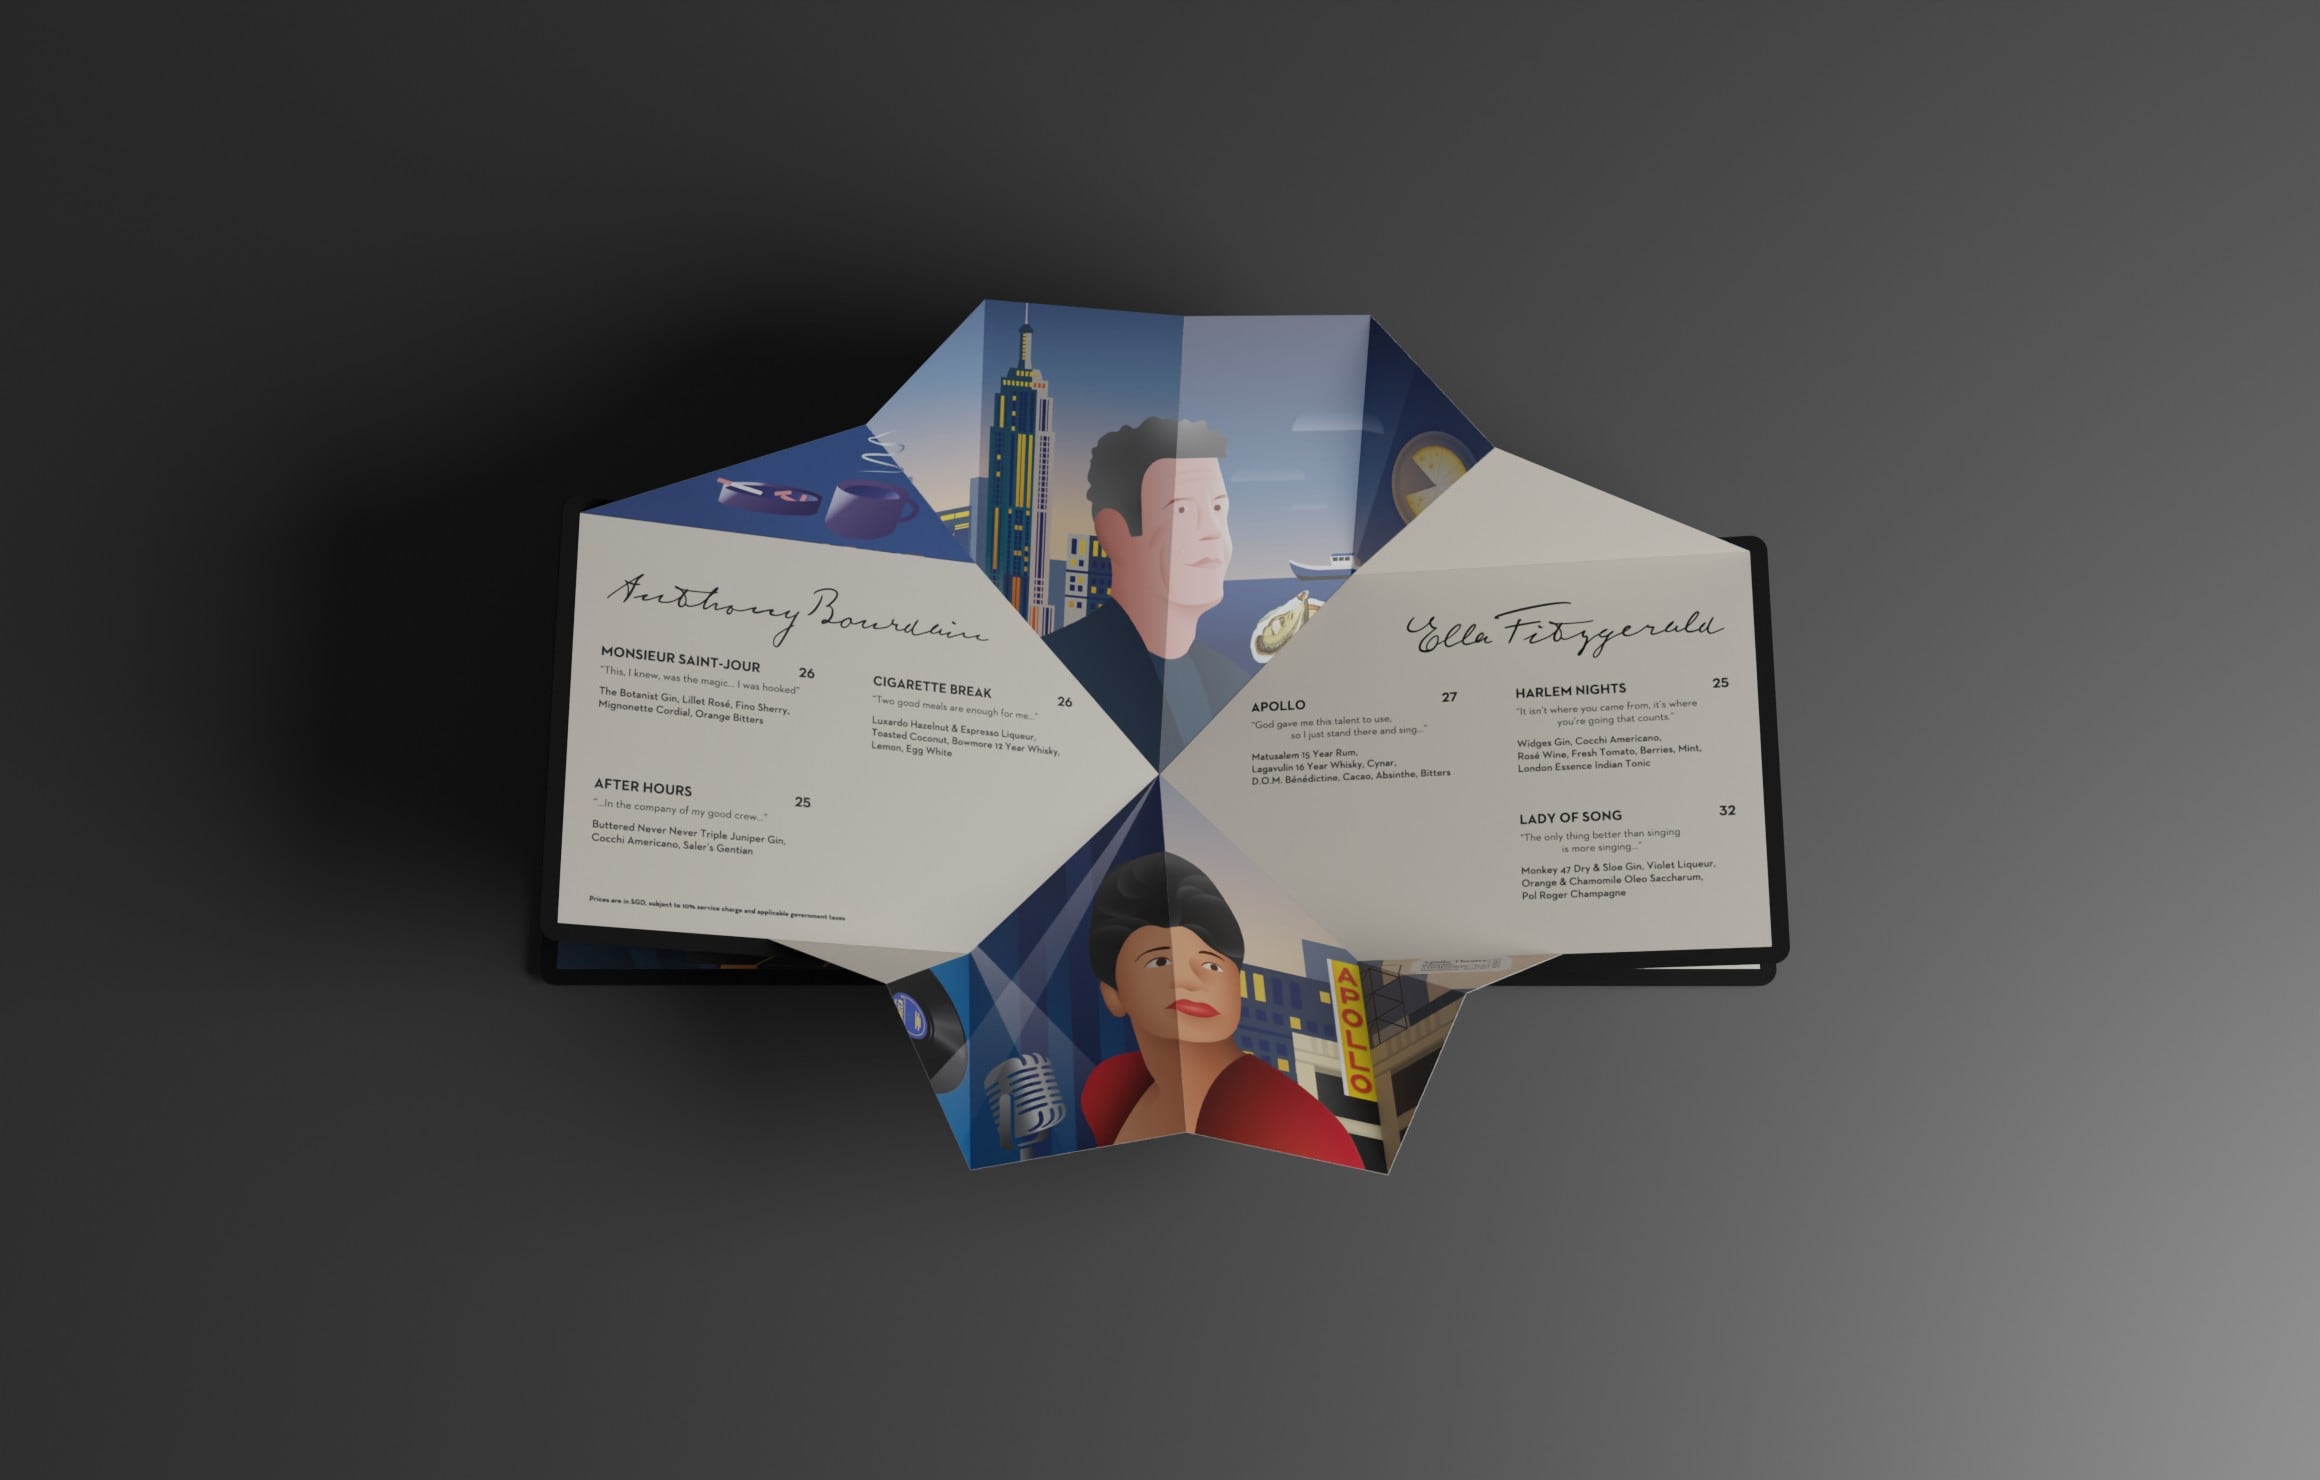 Anthony Bourdain
MONSIEUR SAINT-JOUR 26
"This, I knew, was the magic... I was hooked"
The Botanist Gin, Lillet Rosé, Fino Sherry,
Mignonette Cordial, Orange Bitters
AFTER HOURS 25
"...In the company of my good crew..."
Buttered Never Never Triple Juniper Gin,
Cocchi Americano, Saler's Gentian
CIGARETTE BREAK 26
"Two good meals are enough for me..."
Luxardo Hazelnut & Espresso Liqueur,
Toasted Coconut, Bowmore 12 Year Whisky,
Lemon, Egg White
Prices are in SGD, subject to 10% service charge and applicable government taxes
Ella Fitzgerald
APOLLO 27
"God gave me this talent to use,
so I just stand there and sing..."
Matusalem 15 Year Rum,
Lagavulin 16 Year Whisky, Cynar,
D.O.M. Bénédictine, Cacao, Absinthe, Bitters
HARLEM NIGHTS 25
"It isn't where you came from, it's where
you're going that counts."
Widges Gin, Cocchi Americano,
Rosé Wine, Fresh Tomato, Berries, Mint,
London Essence Indian Tonic
LADY OF SONG 32
"The only thing better than singing
is more singing..."
Monkey 47 Dry & Sloe Gin, Violet Liqueur,
Orange & Chamomile Oleo Saccharum,
Pol Roger Champagne
APOLLO
Apollo Theatre